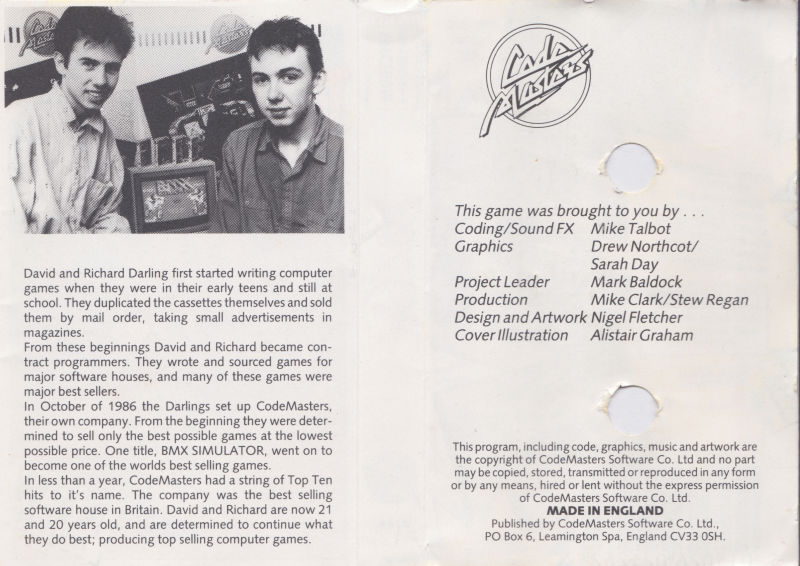 Code
Masters
Code
Masters
BMX
David and Richard Darling first started writing computer
games when they were in their early teens and still at
school. They duplicated the cassettes themselves and sold
them by mail order, taking small advertisements in
magazines.
From these beginnings David and Richard became con-
tract programmers. They wrote and sourced games for
major software houses, and many of these games were
major best sellers.
In October of 1986 the Darlings set up CodeMasters,
their own company. From the beginning they were deter-
mined to sell only the best possible games at the lowest
possible price. One title, BMX SIMULATOR, went on to
become one of the worlds best selling games.
In less than a year, CodeMasters had a string of Top Ten
hits to it's name. The company was the best selling
software house in Britain. David and Richard are now 21
and 20 years old, and are determined to continue what
they do best; producing top selling computer games.
Code
Masters
This game was brought to you by . . .
Coding/Sound FX Mike Talbot
Graphics Drew Northcot/
Sarah Day
Project Leader Mark Baldock
Production Mike Clark/Stew Regan
Design and Artwork Nigel Fletcher
Cover Illustration Alistair Graham
This program, including code, graphics, music and artwork are
the copyright of CodeMasters Software Co. Ltd and no part
may be copied, stored, transmitted or reproduced in any form
or by any means, hired or lent without the express permission
of CodeMasters Software Co. Ltd.
MADE IN ENGLAND
Published by CodeMasters Software Co. Ltd.,
PO Box 6, Leamington Spa, England CV33 0SH.